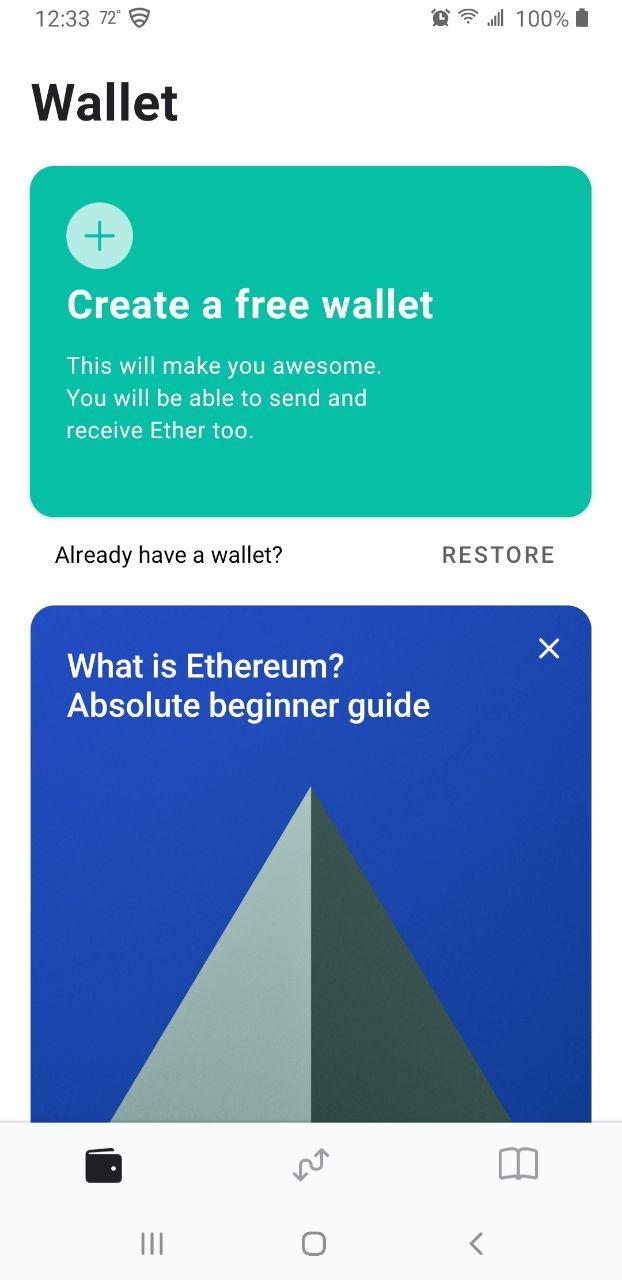 12:33 72° 100%
Wallet
Create a free wallet
This will make you awesome.
You will be able to send and
receive Ether too.
Already have a wallet? RESTORE
What is Ethereum?
Absolute beginner guide